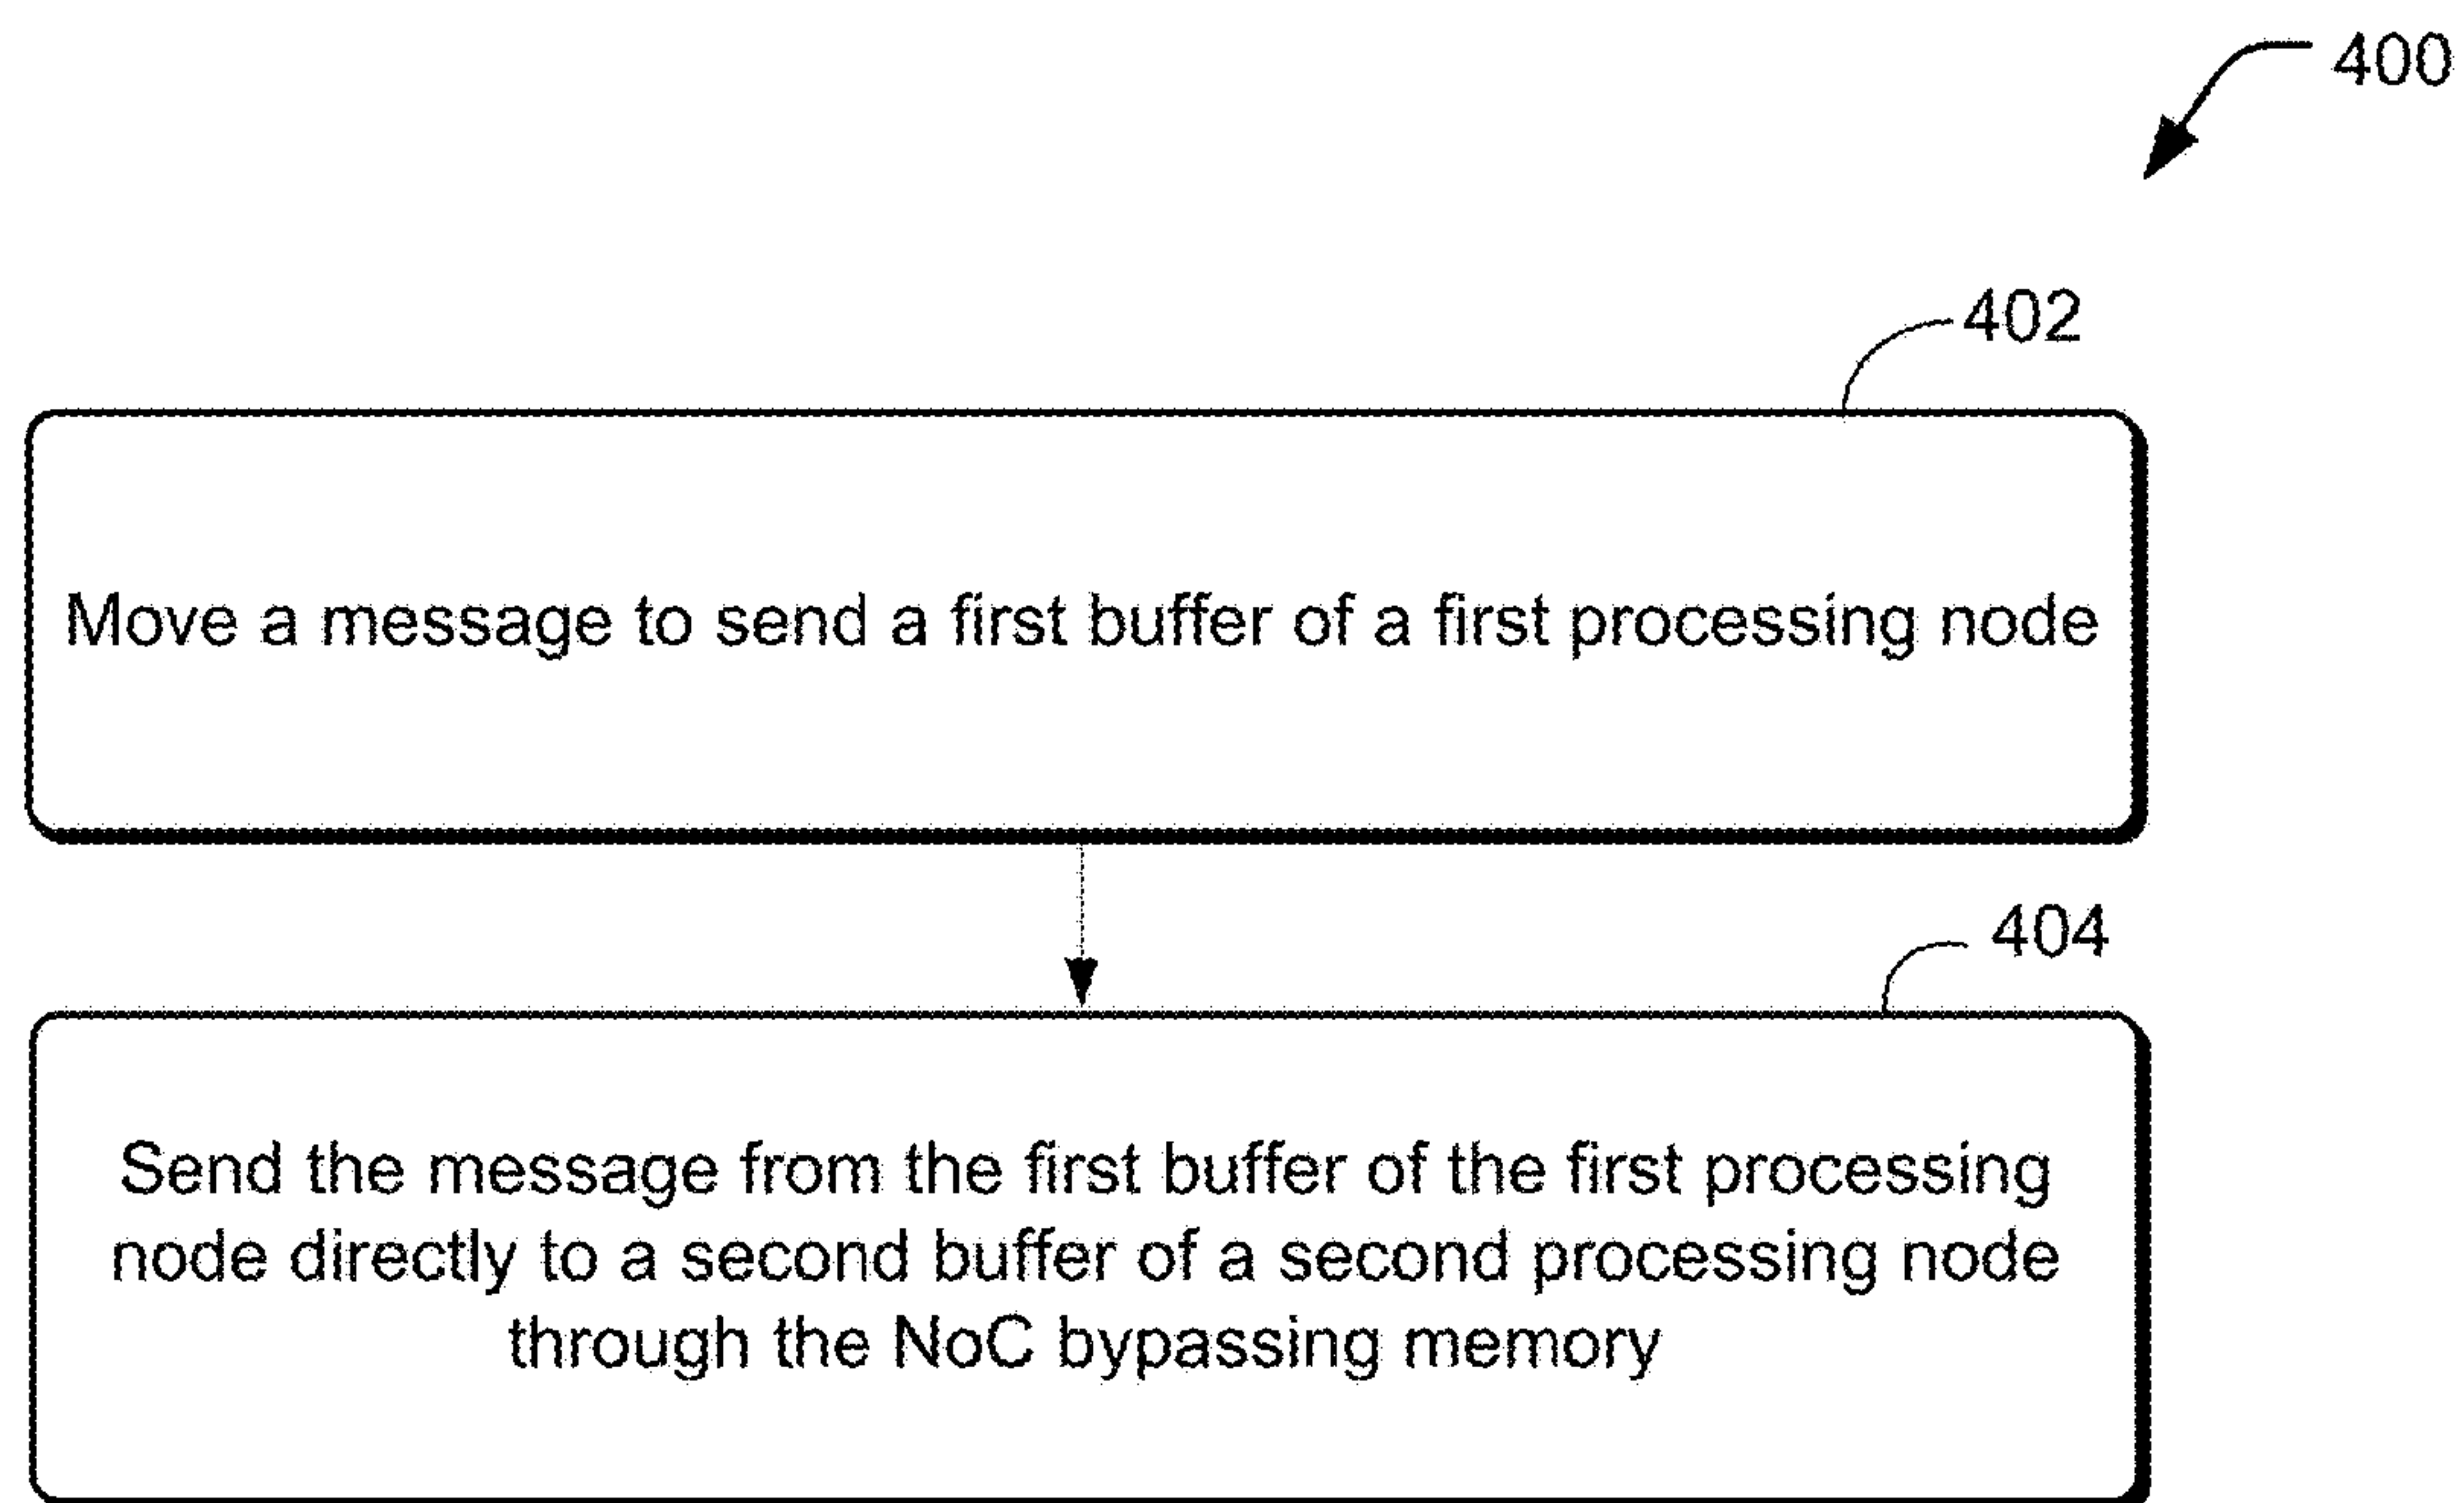 400
402
Move a message to send a first buffer of a first processing node
404
Send the message from the first buffer of the first processing
node directly to a second buffer of a second processing node
through the NoC bypassing memory